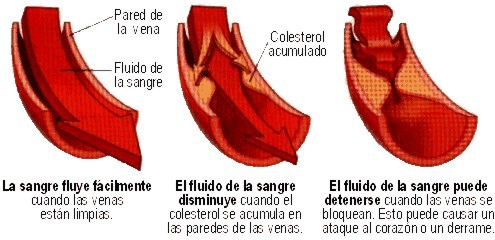 Pared de
la vena
Fluido de
la sangre
Colesterol
acumulado
La sangre fluye fácilmente
cuando las venas
están limpias.
El fluido de la sangre
disminuye cuando el
colesterol se acumula en
las paredes de las venas.
El fluido de la sangre puede
detenerse cuando las venas se
bloquean. Esto puede causar un
ataque al corazón o un derrame.